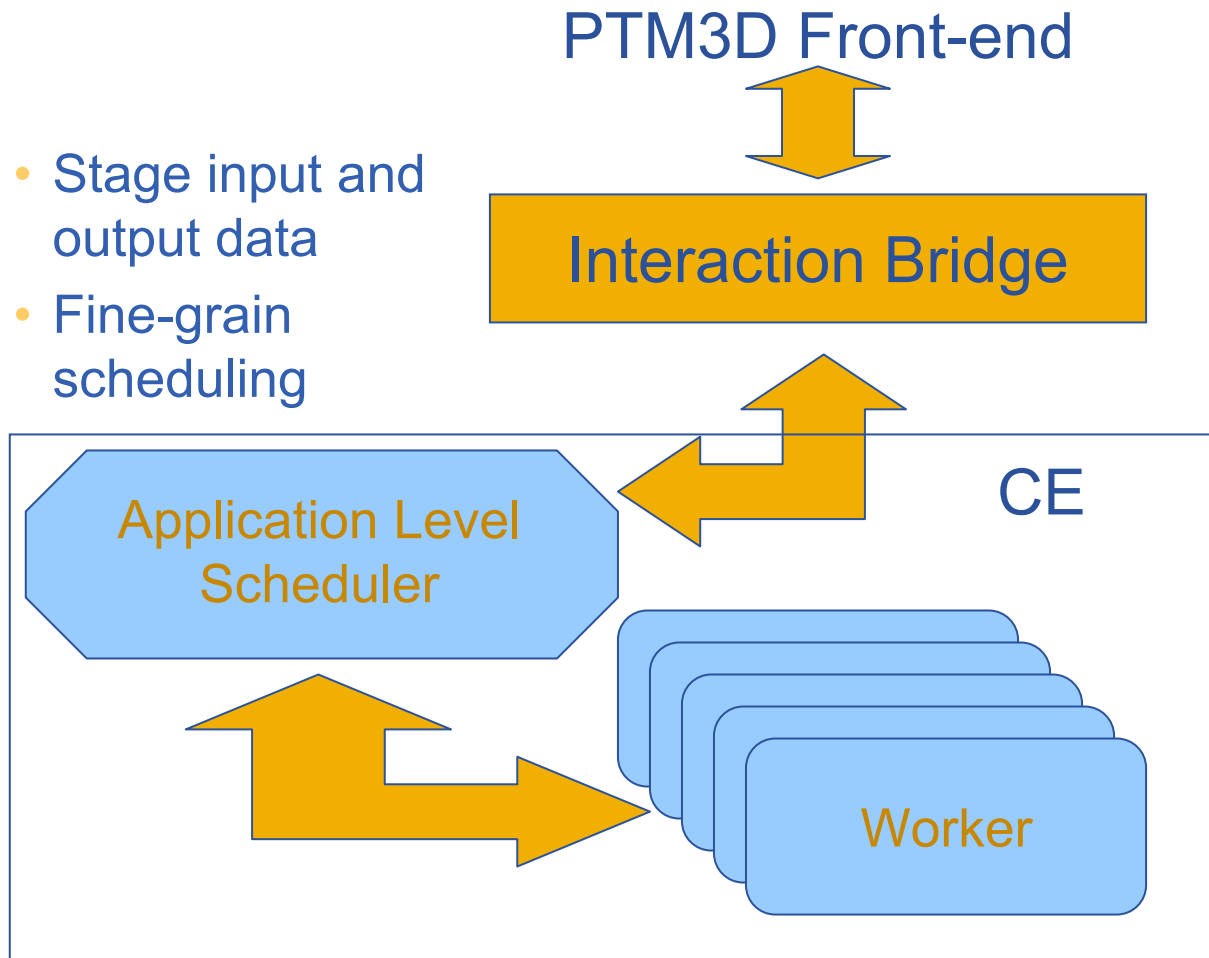 PTM3D Front-end
• Stage input and
output data
• Fine-grain
scheduling
Interaction Bridge
CE
Application Level
Scheduler
Worker